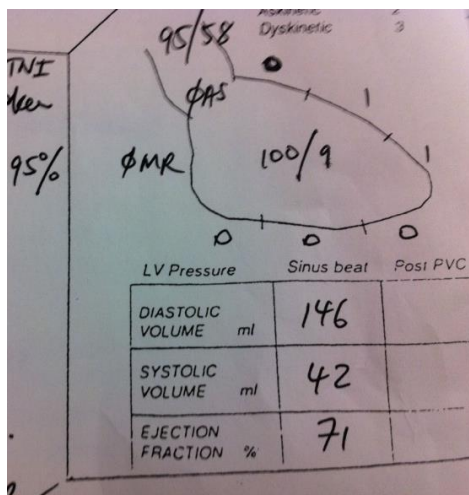 95/58
Dyskinetic 3
TNI
0
ØAS
1
95%
ØMR
100/9
1
0 0 0
LV Pressure Sinus beat Post PVC
DIASTOLIC VOLUME ml 146
SYSTOLIC VOLUME ml 42
EJECTION FRACTION % 71